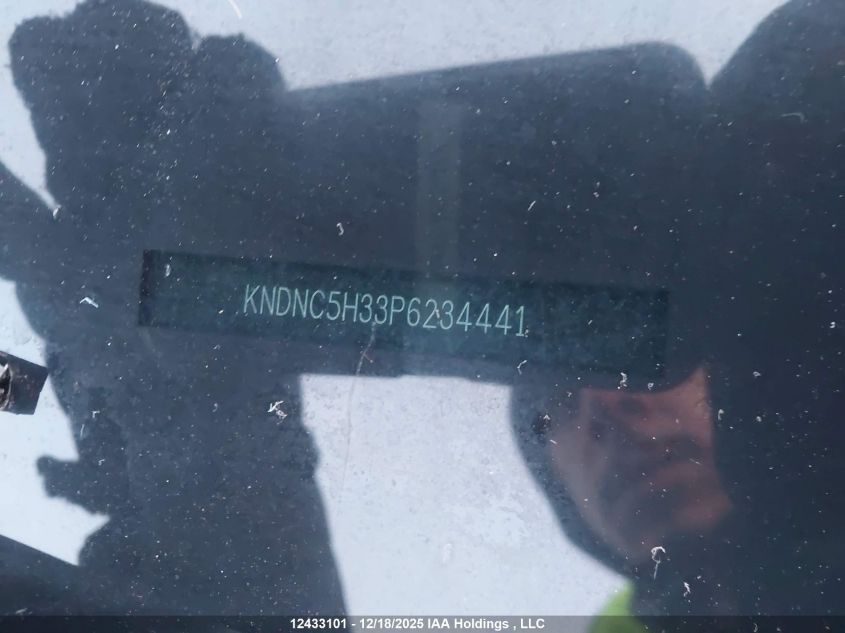 KNDNC5H33P6234441
12433101 - 12/18/2025 IAA Holdings , LLC